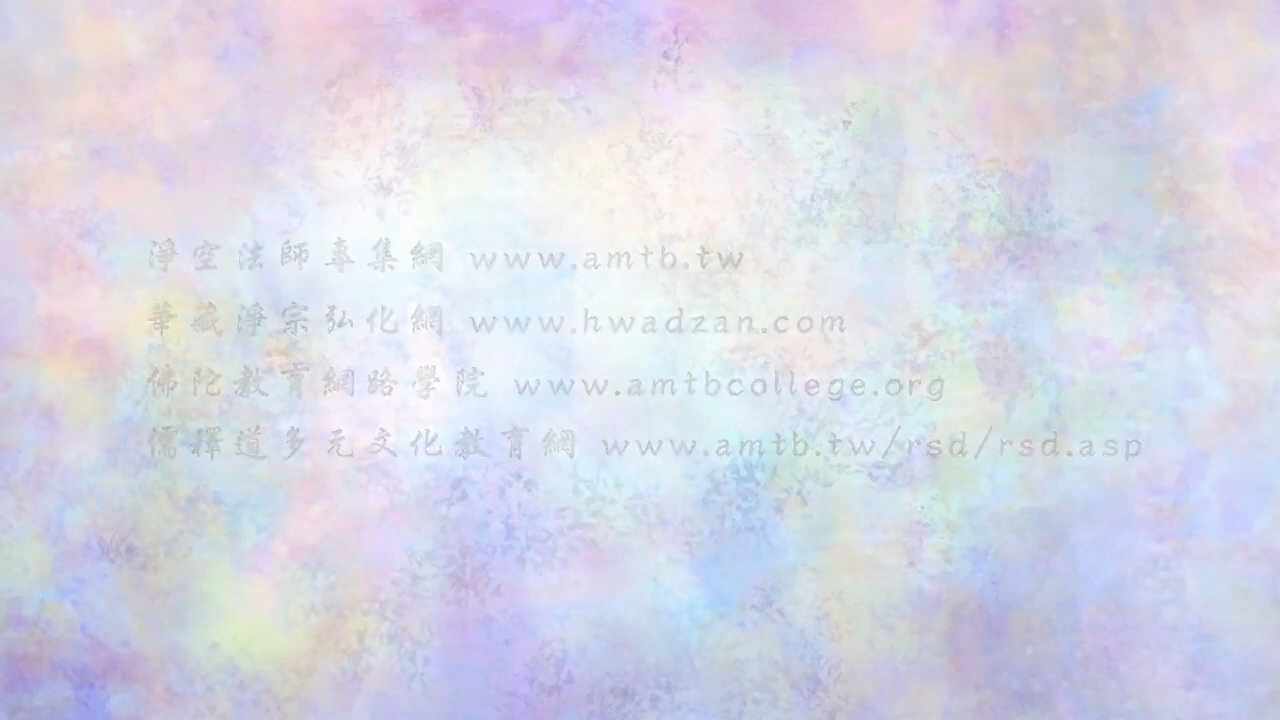 淨空法師專集網 www.amtb.tw
華藏淨宗弘化網 www.hwadzan.com
佛陀教育網路學院 www.amtbcollege.org
儒釋道多元文化教育網 www.amtb.tw/rsd/rsd.asp